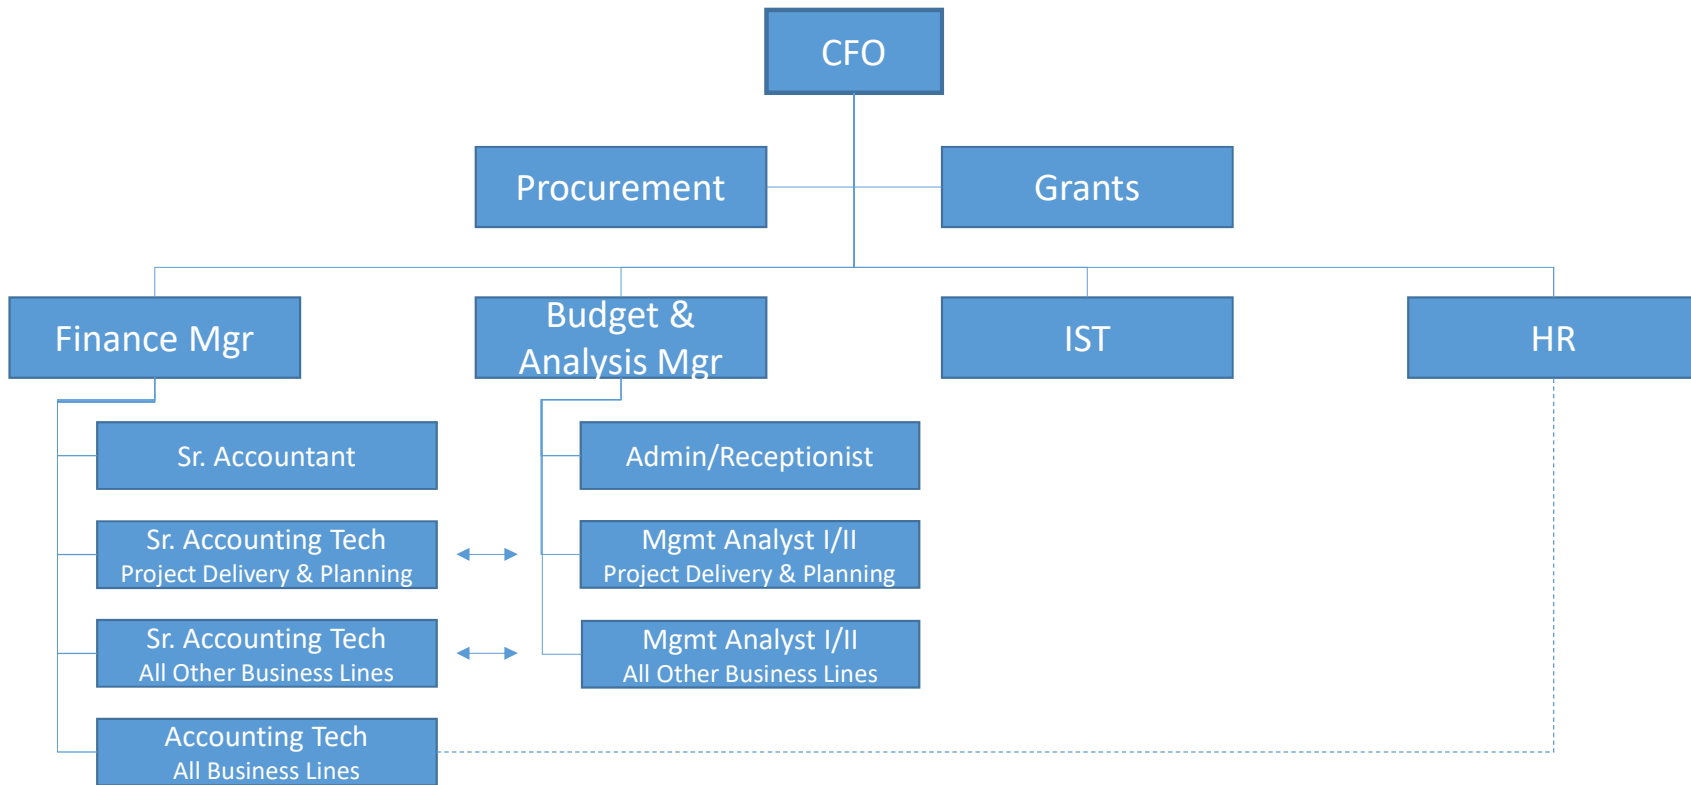 CFO
Procurement
Grants
Finance Mgr
Budget &
Analysis Mgr
IST
HR
Sr. Accountant
Admin/Receptionist
Sr. Accounting Tech
Project Delivery & Planning
Mgmt Analyst I/II
Project Delivery & Planning
Sr. Accounting Tech
All Other Business Lines
Mgmt Analyst I/II
All Other Business Lines
Accounting Tech
All Business Lines